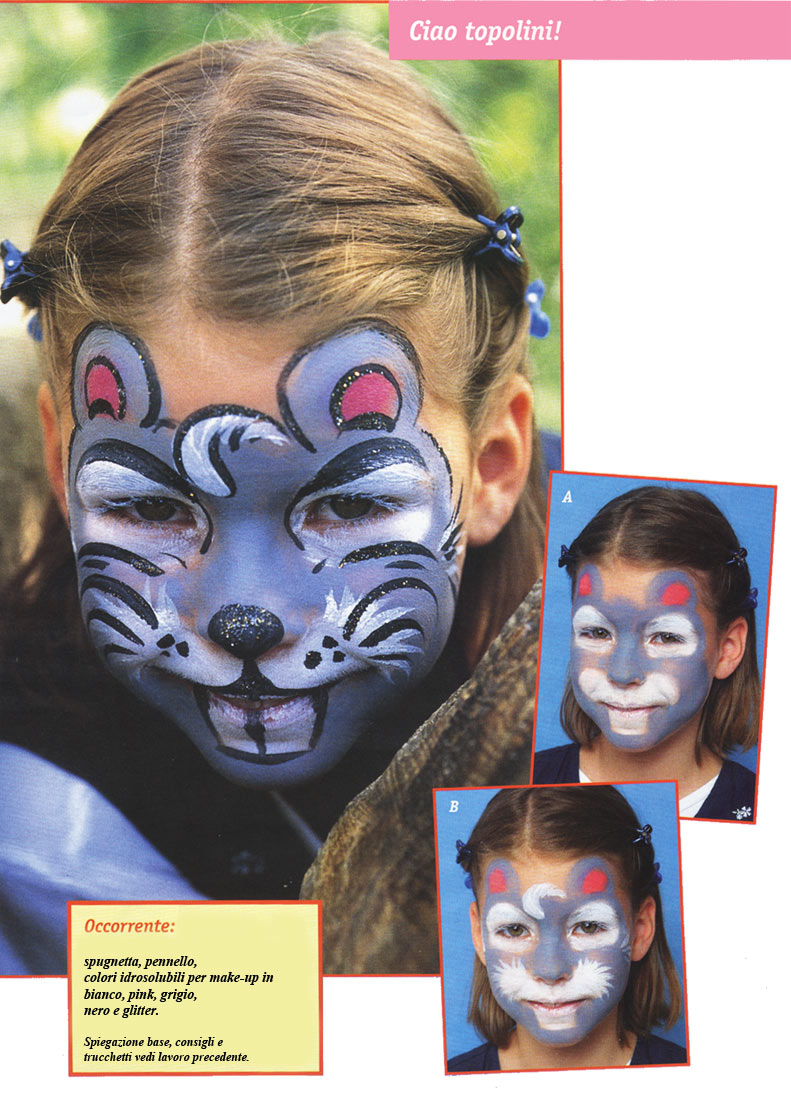 Ciao topolini!
A
B
Occorrente:
spugnetta, pennello,
colori idrosolubili per make-up in
bianco, pink, grigio,
nero e glitter.
Spiegazione base, consigli e
trucchetti vedi lavoro precedente.